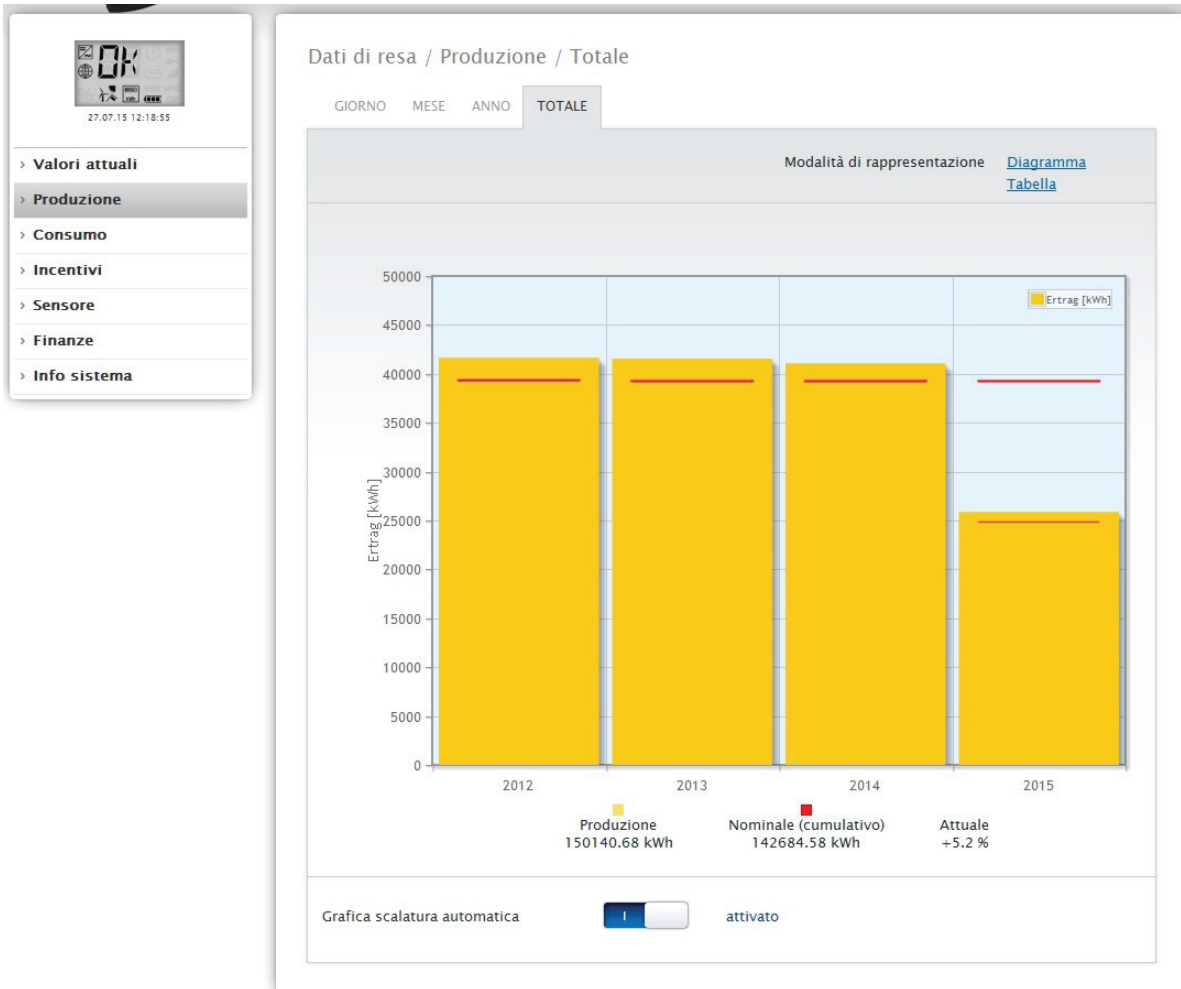 OK
27.07.15 12:18:55
› Valori attuali
› Produzione
› Consumo
› Incentivi
› Sensore
› Finanze
› Info sistema
Dati di resa / Produzione / Totale
GIORNO MESE ANNO TOTALE
Modalità di rappresentazione Diagramma
Tabella
50000
45000
40000
35000
30000
25000
20000
15000
10000
5000
0
Ertrag [kWh]
Ertrag [kWh]
2012 2013 2014 2015
Produzione Nominale (cumulativo) Attuale
150140.68 kWh 142684.58 kWh +5.2 %
Grafica scalatura automatica I attivato